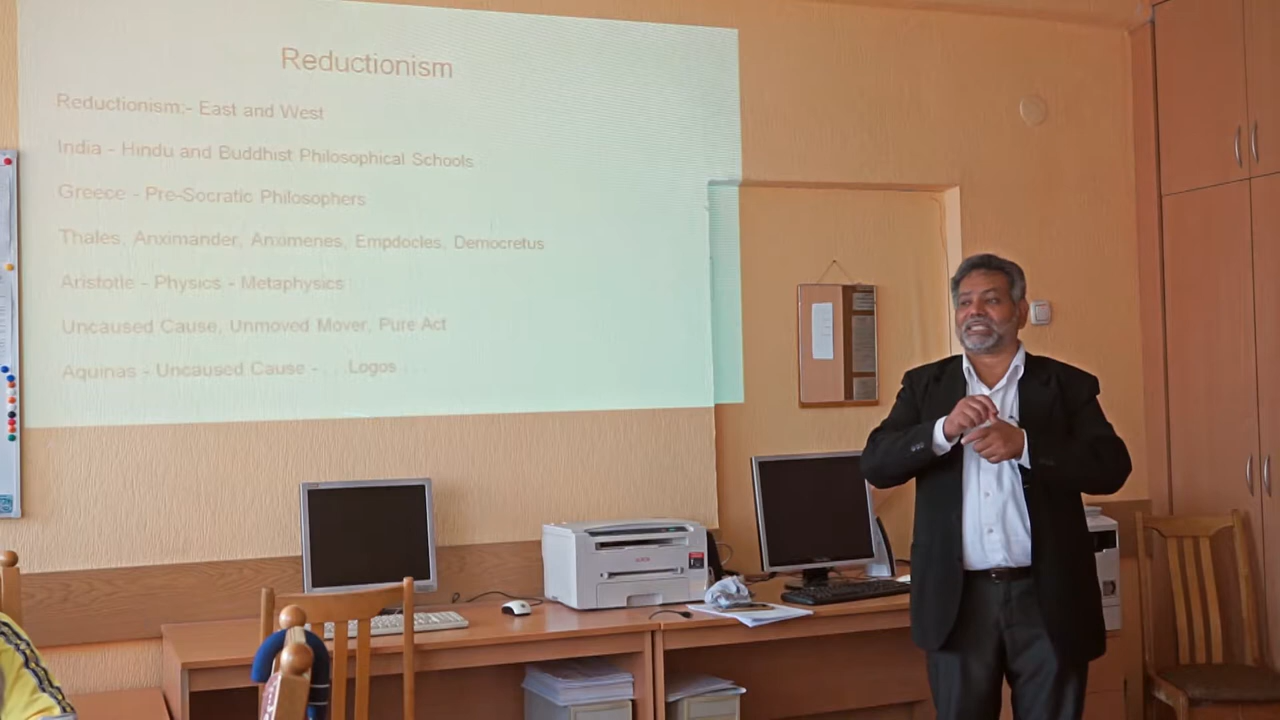 Reductionism
Reductionism:- East and West
India - Hindu and Buddhist Philosophical Schools
Greece - Pre-Socratic Philosophers
Thales, Anximander, Anximenes, Empdocles, Democretus
Aristotle - Physics - Metaphysics
Uncaused Cause, Unmoved Mover, Pure Act
Aquinas - Uncaused Cause - . . Logos